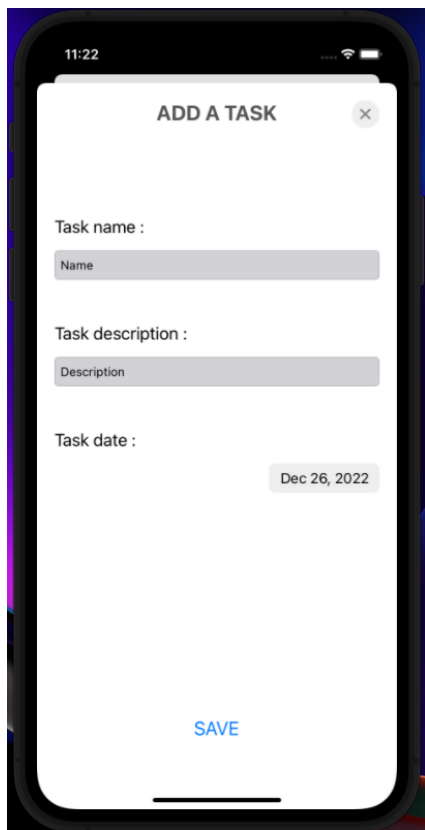 11:22
ADD A TASK
Task name :
Name
Task description :
Description
Task date :
Dec 26, 2022
SAVE